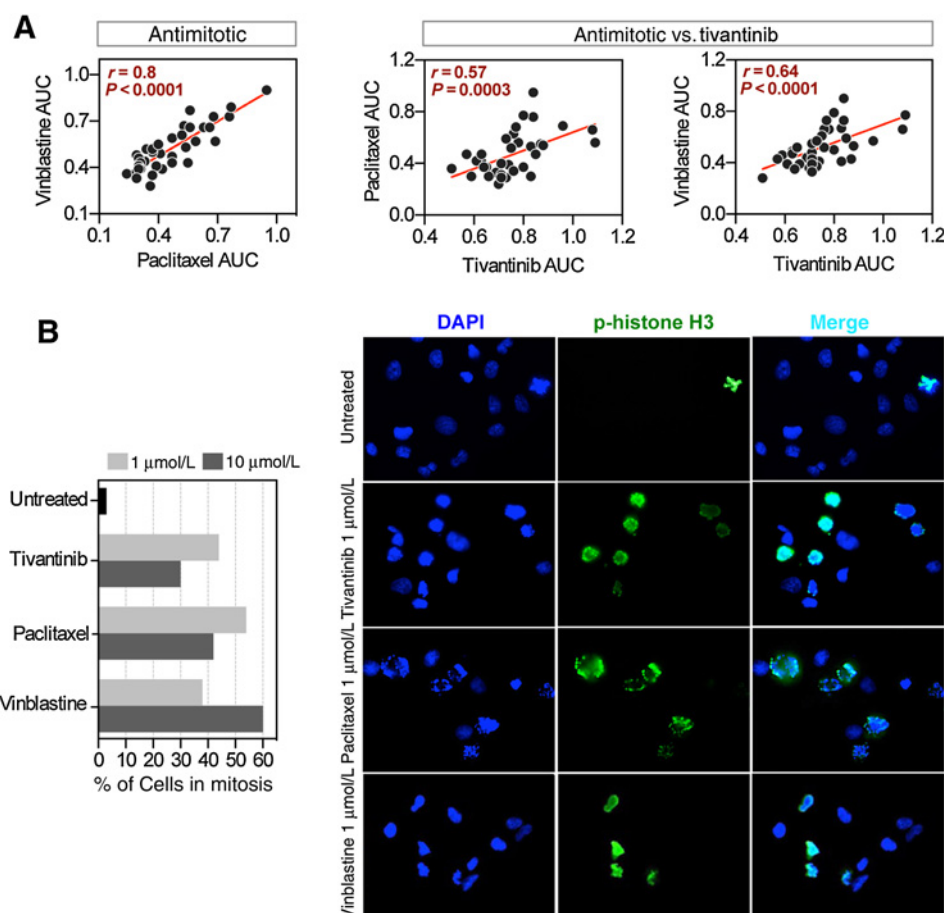 A
Antimitotic
Antimitotic vs. tivantinib
r = 0.8
P < 0.0001
Vinblastine AUC
1.0
0.7
0.4
0.1
0.1 0.4 0.7 1.0
Paclitaxel AUC
r = 0.57
P = 0.0003
Paclitaxel AUC
1.2
0.8
0.4
0.0
0.4 0.6 0.8 1.0 1.2
Tivantinib AUC
r = 0.64
P < 0.0001
Vinblastine AUC
1.2
0.8
0.4
0.0
0.4 0.6 0.8 1.0 1.2
Tivantinib AUC
B
1 μmol/L 10 μmol/L
Untreated
Tivantinib
Paclitaxel
Vinblastine
0 10 20 30 40 50 60
% of Cells in mitosis
DAPI p-histone H3 Merge
Untreated
Tivantinib 1 μmol/L
Paclitaxel 1 μmol/L
Vinblastine 1 μmol/L